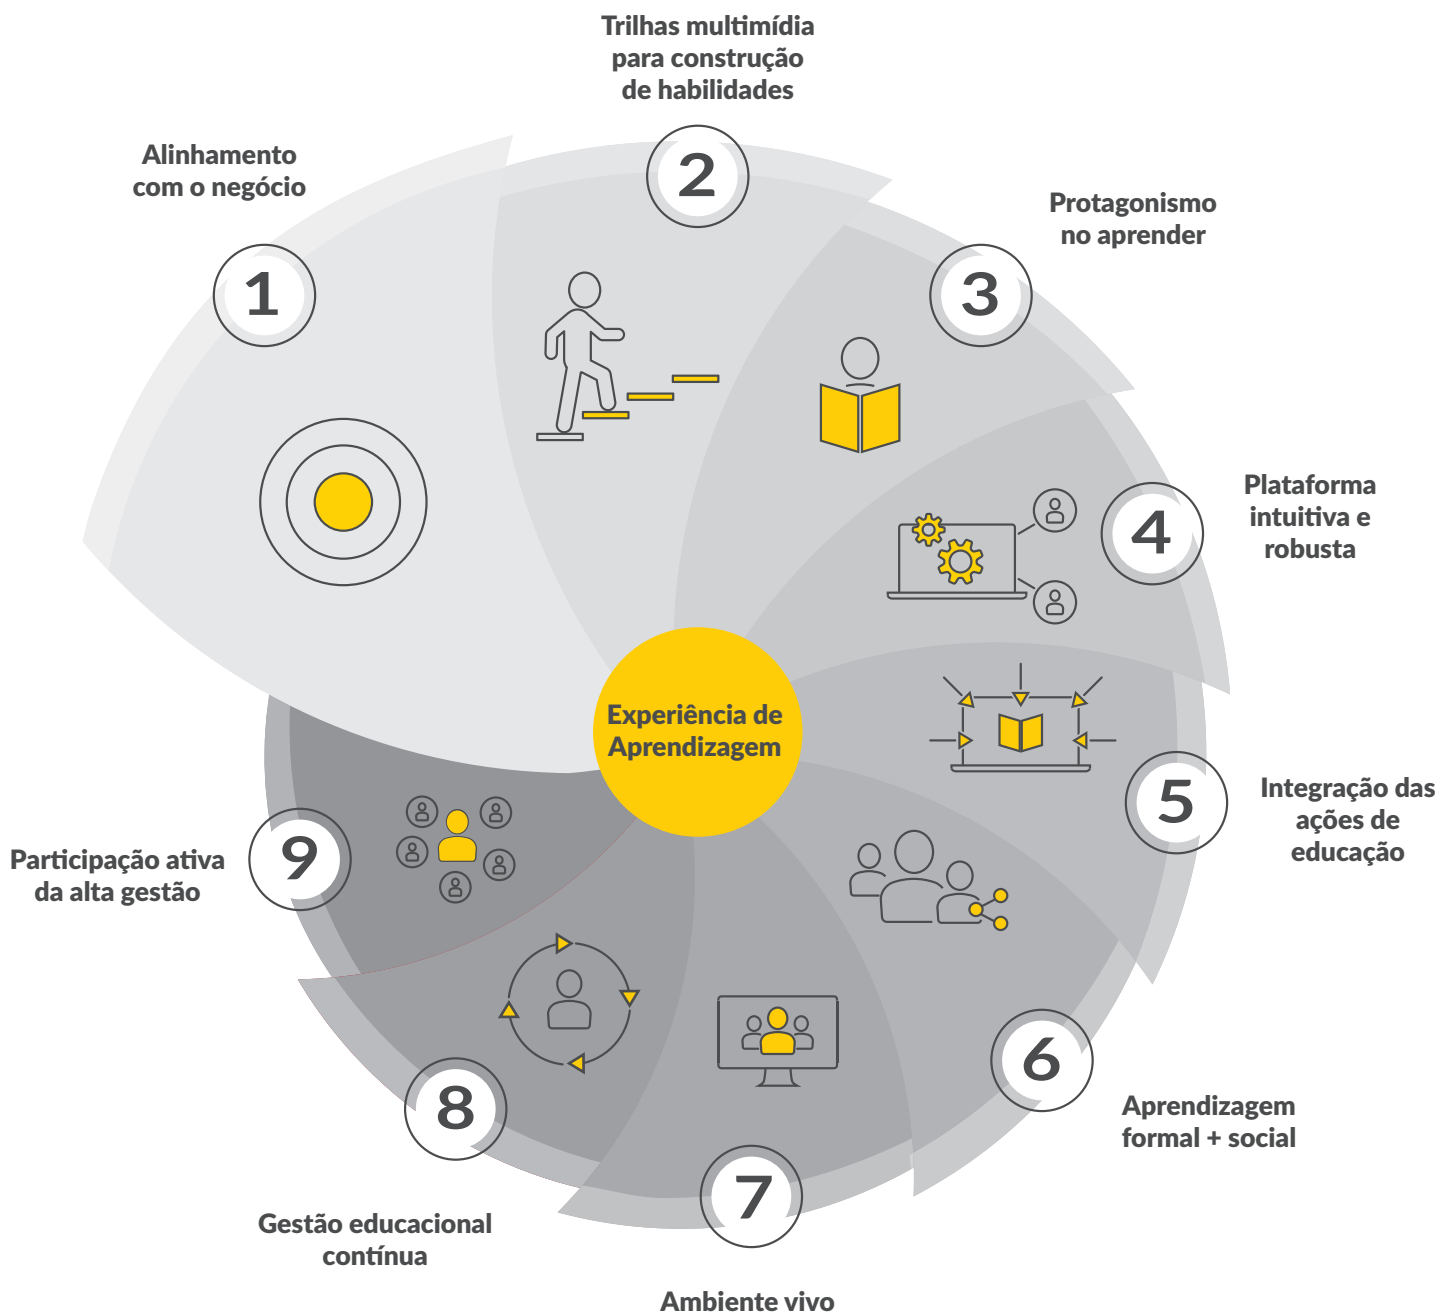 Trilhas multimídia
para construção
de habilidades
2
Alinhamento
com o negócio
1
Protagonismo
no aprender
3
Plataforma
intuitiva e
robusta
4
Experiência de
Aprendizagem
Integração das
ações de
educação
5
Aprendizagem
formal + social
6
Ambiente vivo
7
Gestão educacional
contínua
8
Participação ativa
da alta gestão
9